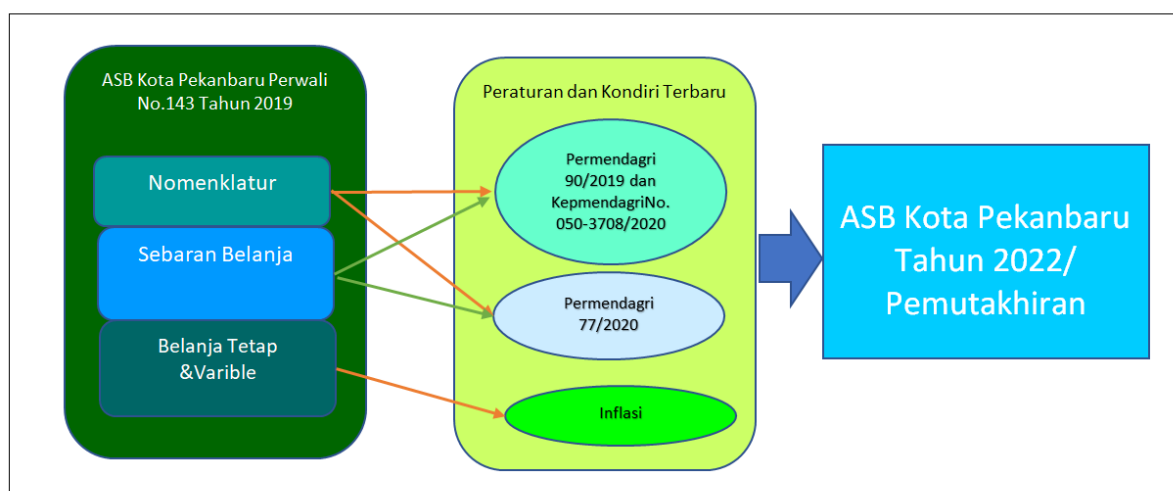 ASB Kota Pekanbaru Perwali
No.143 Tahun 2019
Nomenklatur
Sebaran Belanja
Belanja Tetap
&Varible
Peraturan dan Kondiri Terbaru
Permendagri
90/2019 dan
KepmendagriNo.
050-3708/2020
Permendagri
77/2020
Inflasi
ASB Kota Pekanbaru
Tahun 2022/
Pemutakhiran